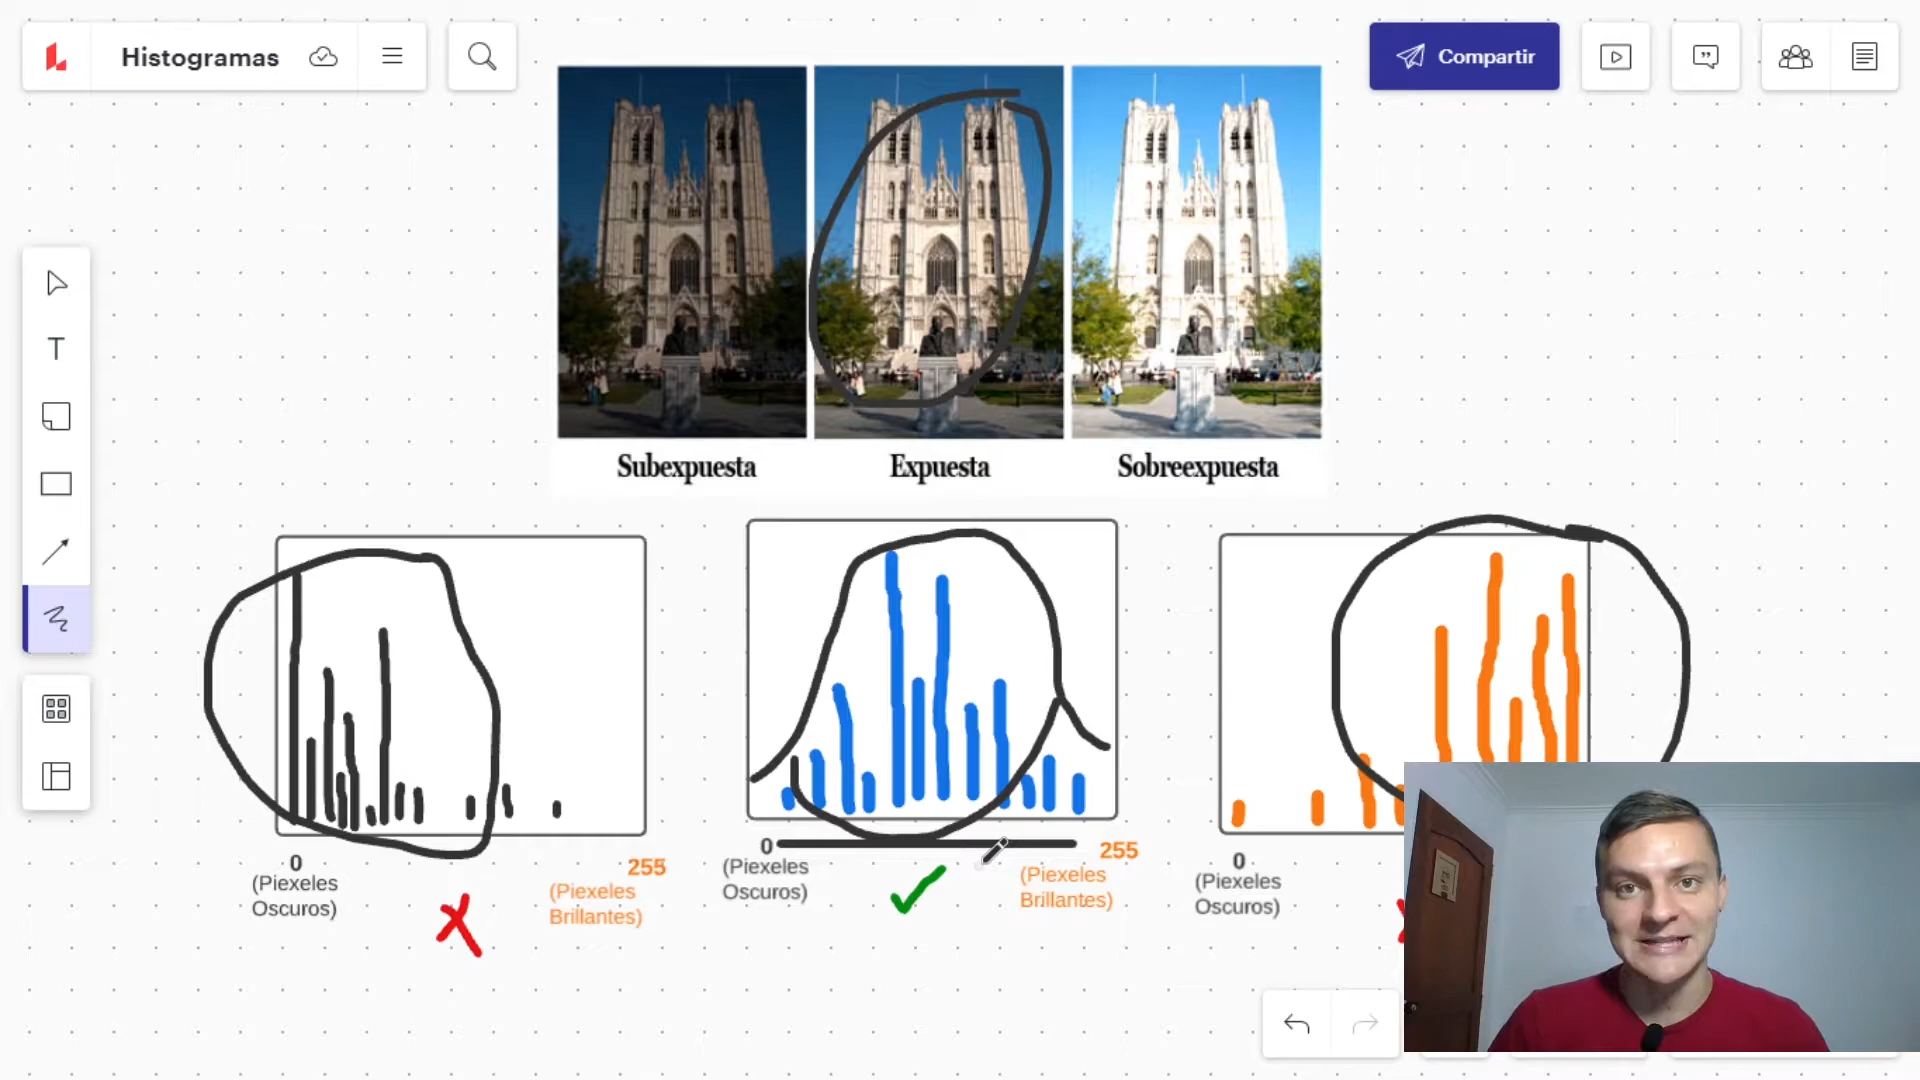 Histogramas
Compartir
T
Subexpuesta
Expuesta
Sobreexpuesta
0
(Piexeles
Oscuros)
255
(Piexeles
Brillantes)
0
(Piexeles
Oscuros)
255
(Piexeles
Brillantes)
0
(Piexeles
Oscuros)